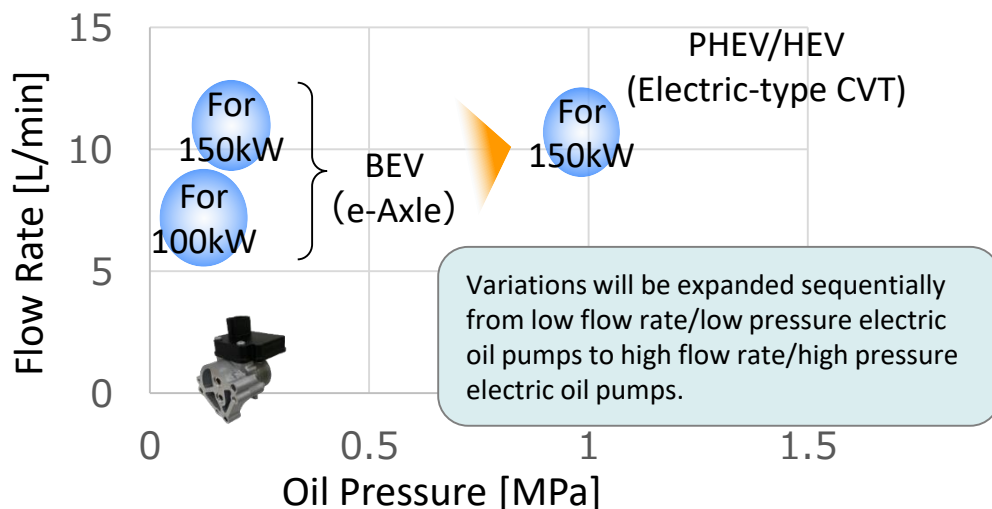 Flow Rate [L/min]
15
10
5
0
For
150kW
For
100kW
BEV
(e-Axle)
PHEV/HEV
(Electric-type CVT)
For
150kW
Variations will be expanded sequentially
from low flow rate/low pressure electric
oil pumps to high flow rate/high pressure
electric oil pumps.
0
0.5
1
1.5
Oil Pressure [MPa]